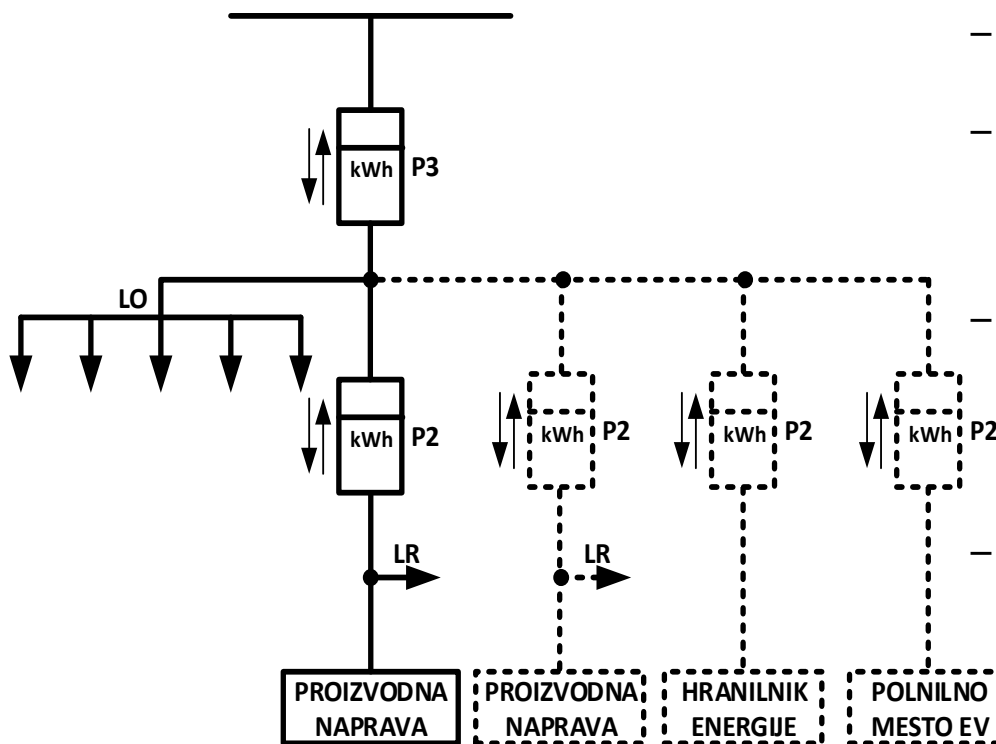 kWh P3
LO
kWh P2
kWh P2
kWh P2
kWh P2
LR
LR
PROIZVODNA
NAPRAVA
PROIZVODNA
NAPRAVA
HRANILNIK
ENERGIJE
POLNILNO
MESTO EV